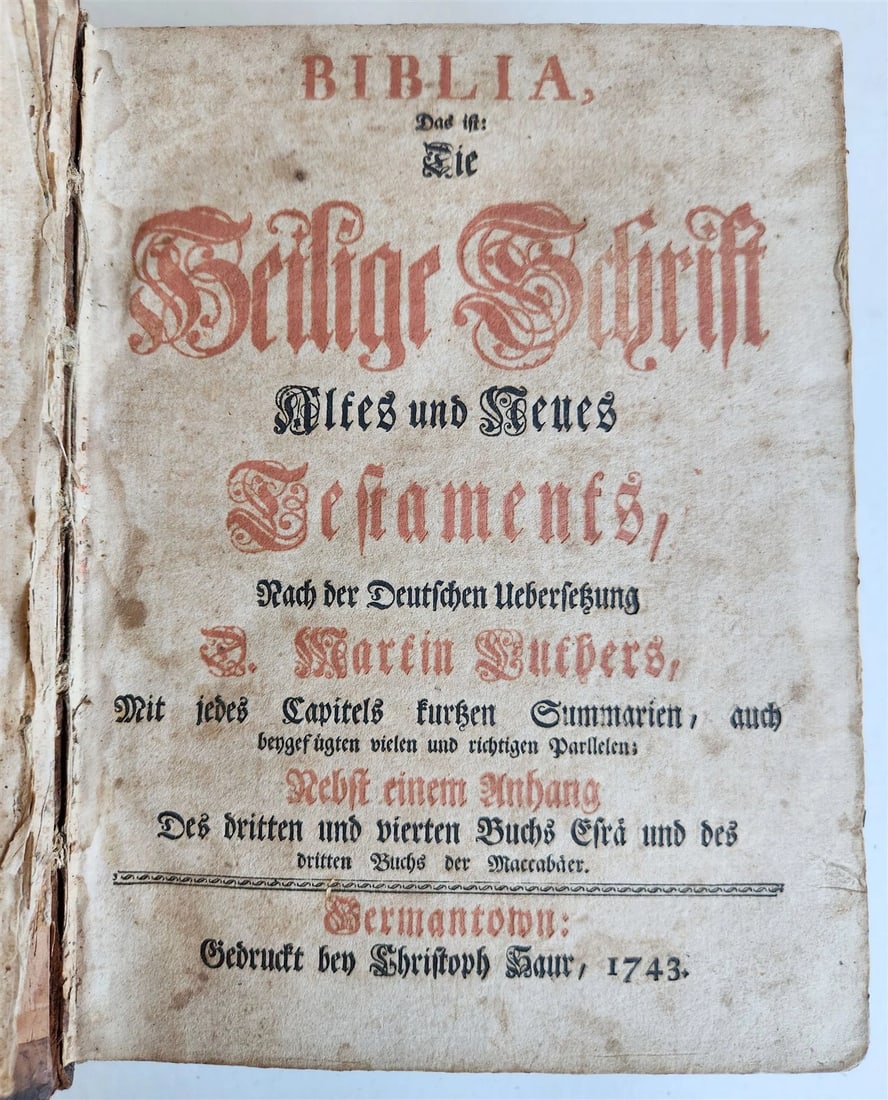 BIBLIA,
Das ist:
Die
Heilige Schrift
Altes und Neues
Testaments,
Nach der Deutschen Uebersetzung
D. Martin Luthers,
Mit jedes Capitels kurtzen Summarien, auch
beygefügten vielen und richtigen Parllelen;
Nebst einem Anhang
Des dritten und vierten Buchs Esrä und des
dritten Buchs der Maccabäer.
Germantown:
Gedruckt bey Christoph Saur, 1743.